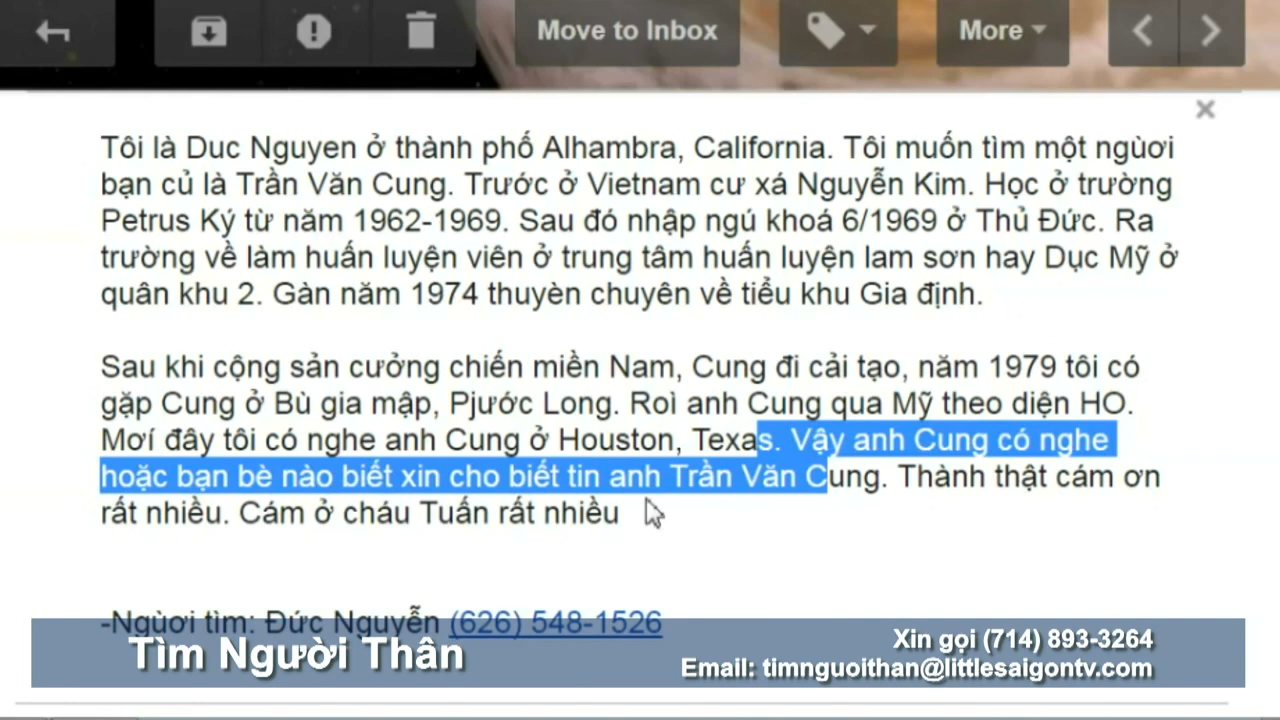 Move to Inbox
More
Tôi là Duc Nguyen ở thành phố Alhambra, California. Tôi muốn tìm một ngùơi
bạn củ là Trần Văn Cung. Trước ở Vietnam cư xá Nguyễn Kim. Học ở trường
Petrus Ký từ năm 1962-1969. Sau đó nhập ngú khoá 6/1969 ở Thủ Đức. Ra
trường về làm huấn luyện viên ở trung tâm huấn luyện lam sơn hay Dục Mỹ ở
quân khu 2. Gàn năm 1974 thuyèn chuyên về tiểu khu Gia định.
Sau khi cộng sản cưởng chiến miền Nam, Cung đi cải tạo, năm 1979 tôi có
gặp Cung ở Bù gia mập, Pjước Long. Roì anh Cung qua Mỹ theo diện HO.
Mơí đây tôi có nghe anh Cung ở Houston, Texas. Vậy anh Cung có nghe
hoặc bạn bè nào biết xin cho biết tin anh Trần Văn Cung. Thành thật cám ơn
rất nhiều. Cám ở cháu Tuấn rất nhiều
-Ngùơi tìm: Đức Nguyễn (626) 548-1526
Tìm Người Thân
Xin gọi (714) 893-3264
Email: timnguoithan@littlesaigontv.com